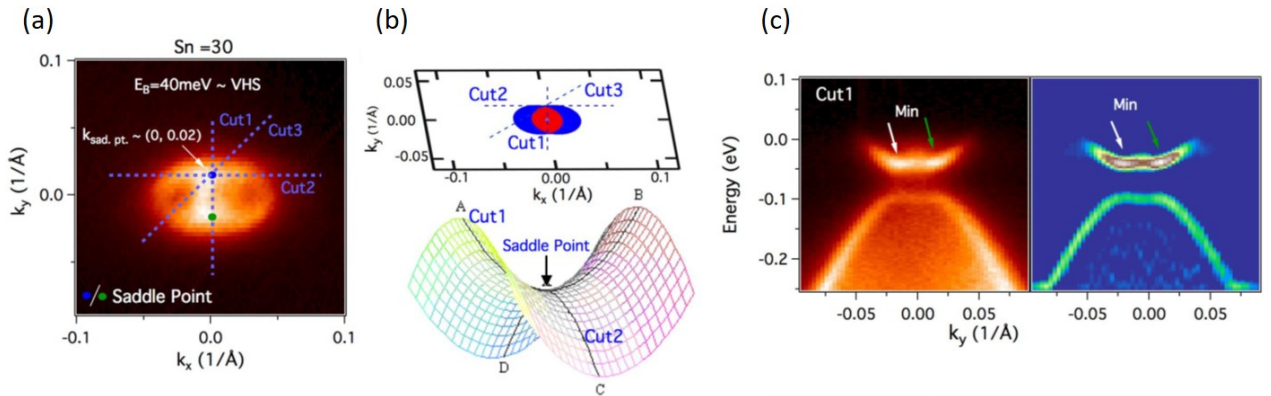 (a)
Sn =30
0.1
0.0
k_y (1/Å)
E_B=40meV ~ VHS
Cut1
Cut3
k_sad. pt. ~ (0, 0.02)
Cut2
/ Saddle Point
-0.1
0.0
0.1
k_x (1/Å)
(b)
0.05
0.00
-0.05
k_y (1/Å)
Cut2
Cut3
Cut1
-0.1
0.00
0.1
k_x (1/Å)
A
B
Cut1
Saddle Point
Cut2
D
C
(c)
0.1
0.0
-0.1
-0.2
Energy (eV)
Cut1
Min
Min
-0.05
0.00
0.05
-0.05
0.00
0.05
k_y (1/Å)